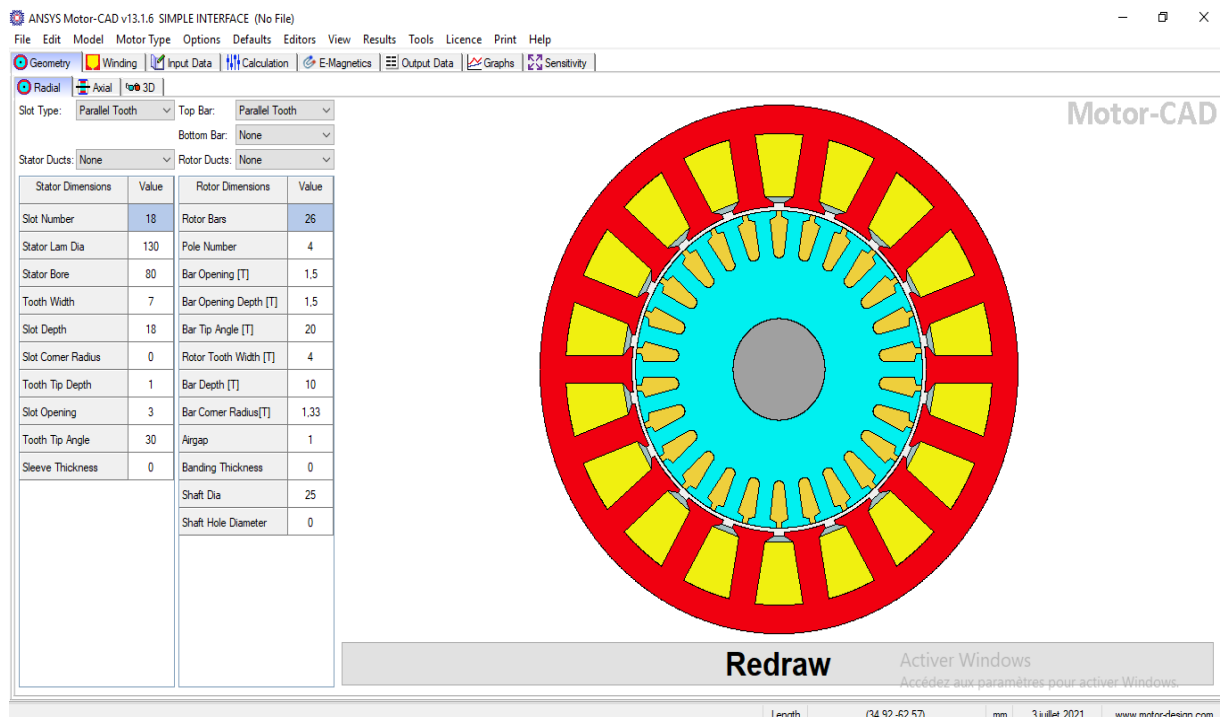 ANSYS Motor-CAD v13.1.6 SIMPLE INTERFACE (No File)
File Edit Model Motor Type Options Defaults Editors View Results Tools Licence Print Help
Geometry Winding Input Data Calculation E-Magnetics Output Data Graphs Sensitivity
Radial Axial 3D
Slot Type: Parallel Tooth Top Bar: Parallel Tooth
Bottom Bar: None
Stator Ducts: None Rotor Ducts: None
Motor-CAD
Stator Dimensions Value
Slot Number 18
Stator Lam Dia 130
Stator Bore 80
Tooth Width 7
Slot Depth 18
Slot Corner Radius 0
Tooth Tip Depth 1
Slot Opening 3
Tooth Tip Angle 30
Sleeve Thickness 0
Rotor Dimensions Value
Rotor Bars 26
Pole Number 4
Bar Opening [T] 1,5
Bar Opening Depth [T] 1,5
Bar Tip Angle [T] 20
Rotor Tooth Width [T] 4
Bar Depth [T] 10
Bar Corner Radius[T] 1,33
Airgap 1
Banding Thickness 0
Shaft Dia 25
Shaft Hole Diameter 0
Redraw
Activer Windows
Accédez aux paramètres pour activer Windows.
Length (34,92,-62,57) mm 3 juillet 2021 www.motor-design.com